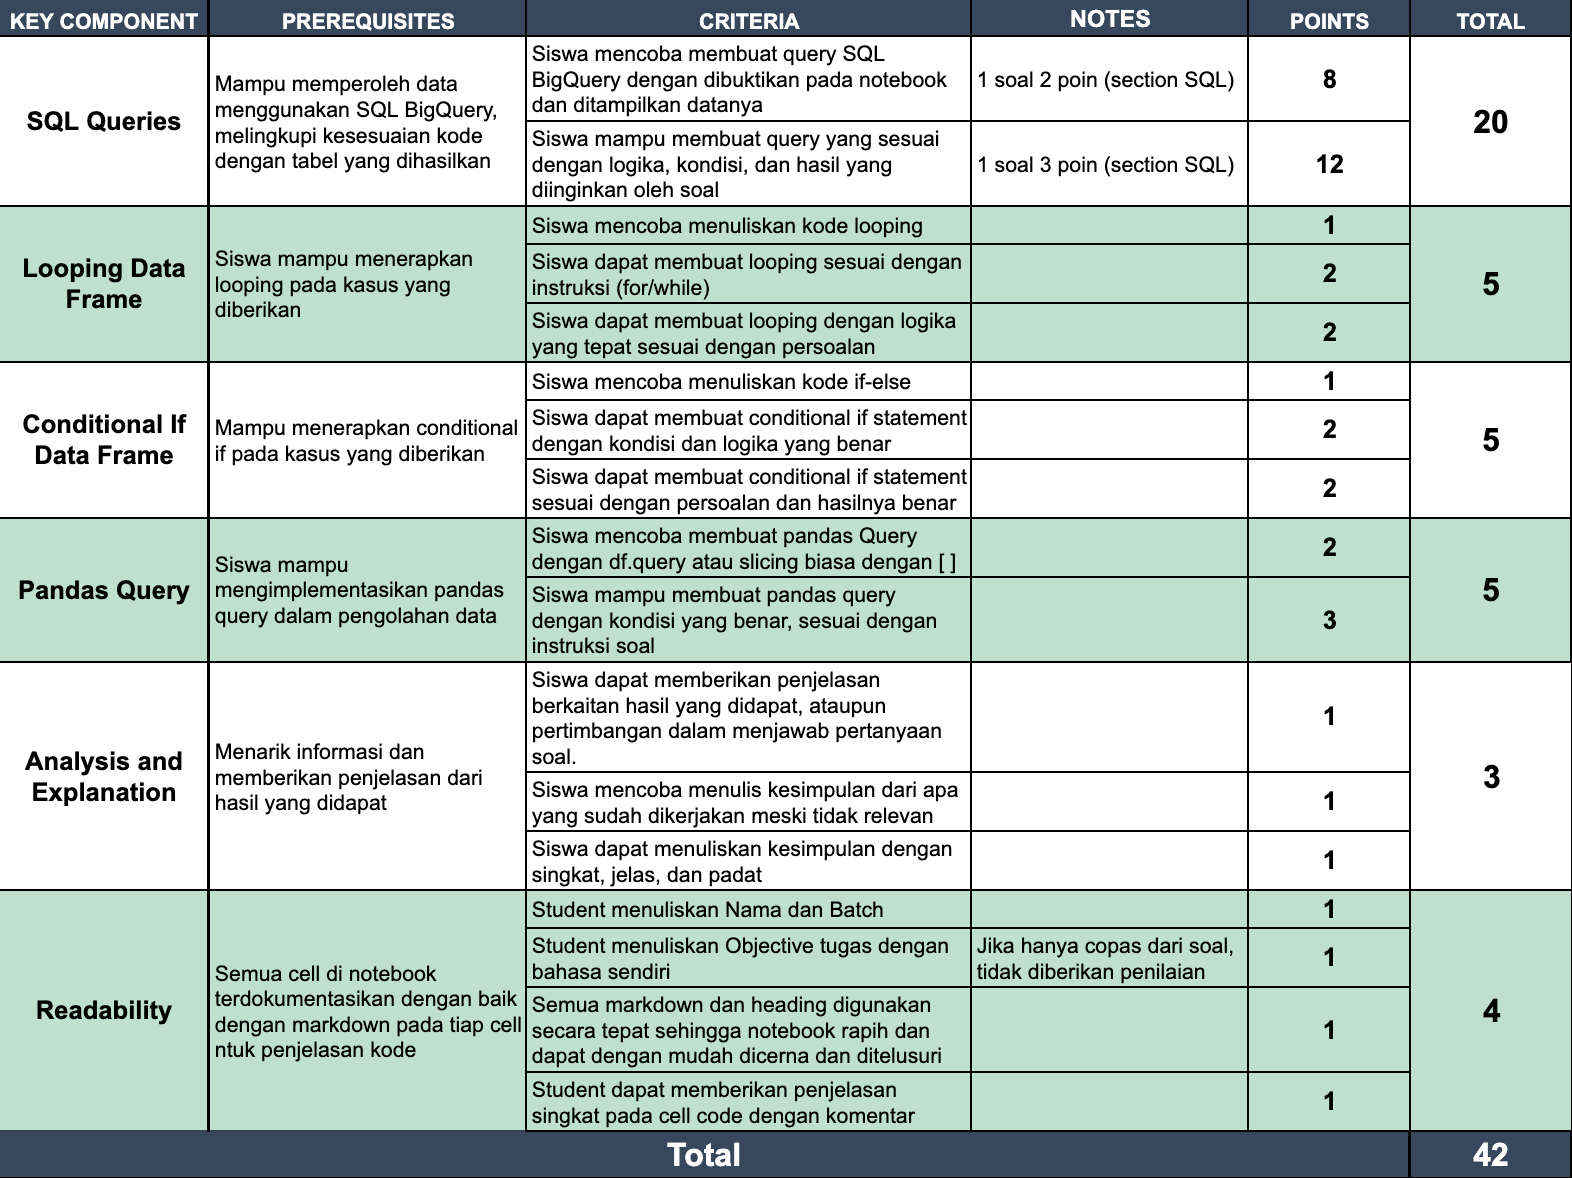 KEY COMPONENT PREREQUISITES CRITERIA NOTES POINTS TOTAL
SQL Queries
Mampu memperoleh data
menggunakan SQL BigQuery,
melingkupi kesesuaian kode
dengan tabel yang dihasilkan
Siswa mencoba membuat query SQL
BigQuery dengan dibuktikan pada notebook
dan ditampilkan datanya
1 soal 2 poin (section SQL)
8
Siswa mampu membuat query yang sesuai
dengan logika, kondisi, dan hasil yang
diinginkan oleh soal
1 soal 3 poin (section SQL)
12
20
Looping Data
Frame
Siswa mampu menerapkan
looping pada kasus yang
diberikan
Siswa mencoba menuliskan kode looping
1
Siswa dapat membuat looping sesuai dengan
instruksi (for/while)
2
Siswa dapat membuat looping dengan logika
yang tepat sesuai dengan persoalan
2
5
Conditional If
Data Frame
Mampu menerapkan conditional
if pada kasus yang diberikan
Siswa mencoba menuliskan kode if-else
1
Siswa dapat membuat conditional if statement
dengan kondisi dan logika yang benar
2
Siswa dapat membuat conditional if statement
sesuai dengan persoalan dan hasilnya benar
2
5
Pandas Query
Siswa mampu
mengimplementasikan pandas
query dalam pengolahan data
Siswa mencoba membuat pandas Query
dengan df.query atau slicing biasa dengan [ ]
2
Siswa mampu membuat pandas query
dengan kondisi yang benar, sesuai dengan
instruksi soal
3
5
Analysis and
Explanation
Menarik informasi dan
memberikan penjelasan dari
hasil yang didapat
Siswa dapat memberikan penjelasan
berkaitan hasil yang didapat, ataupun
pertimbangan dalam menjawab pertanyaan
soal.
1
Siswa mencoba menulis kesimpulan dari apa
yang sudah dikerjakan meski tidak relevan
1
Siswa dapat menuliskan kesimpulan dengan
singkat, jelas, dan padat
1
3
Readability
Semua cell di notebook
terdokumentasikan dengan baik
dengan markdown pada tiap cell
ntuk penjelasan kode
Student menuliskan Nama dan Batch
1
Student menuliskan Objective tugas dengan
bahasa sendiri
Jika hanya copas dari soal,
tidak diberikan penilaian
1
Semua markdown dan heading digunakan
secara tepat sehingga notebook rapih dan
dapat dengan mudah dicerna dan ditelusuri
1
Student dapat memberikan penjelasan
singkat pada cell code dengan komentar
1
4
Total 42